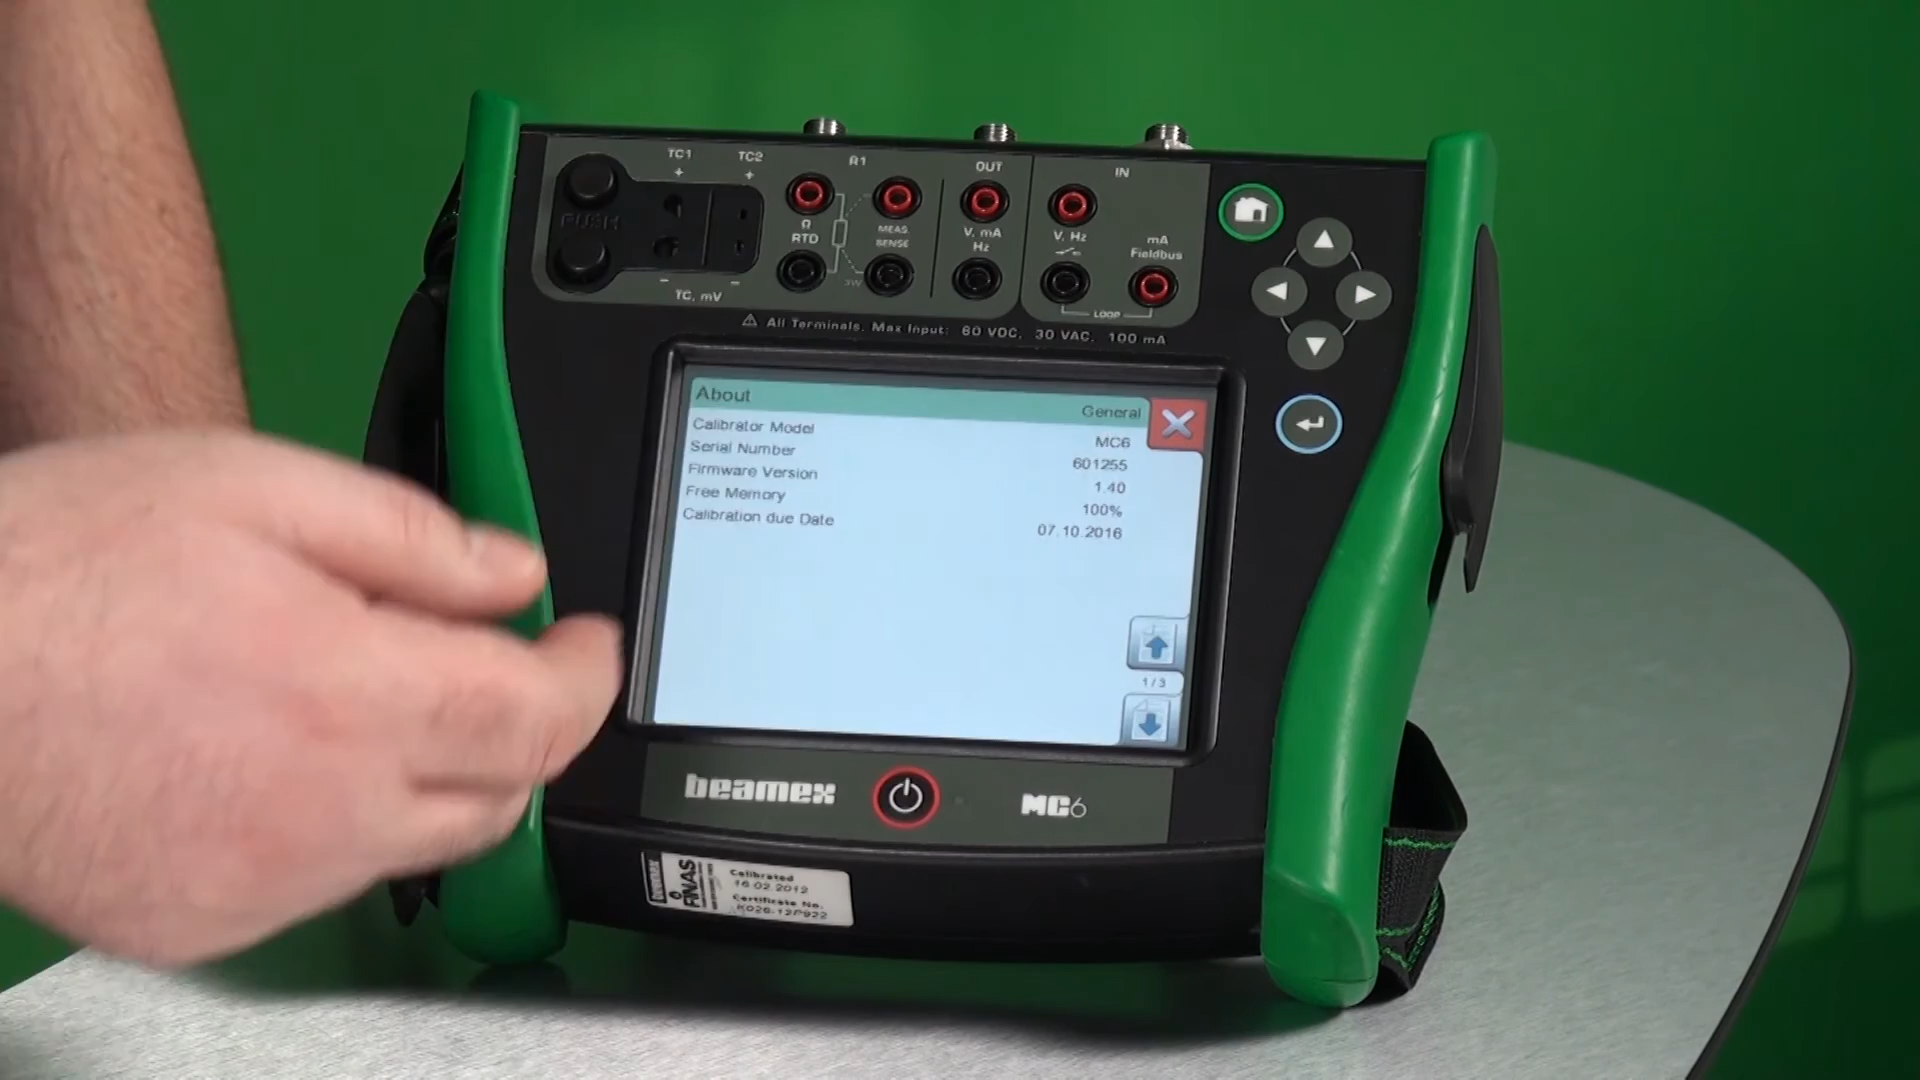 TC1
TC2
R1
OUT
IN
+
+
PUSH
Ω
RTD
MEAS
SENSE
V, mA
Hz
V, Hz
mA
Fieldbus
3W
TC, mV
LOOP
All Terminals, Max Input: 60 VDC, 30 VAC, 100 mA
About
General
Calibrator Model MC6
Serial Number 601255
Firmware Version 1.40
Free Memory 100%
Calibration due Date 07.10.2016
1/3
beamex
MC6
beamex
FINAS
Calibrated
16.02.2012
Certificate No.
K026-12P922